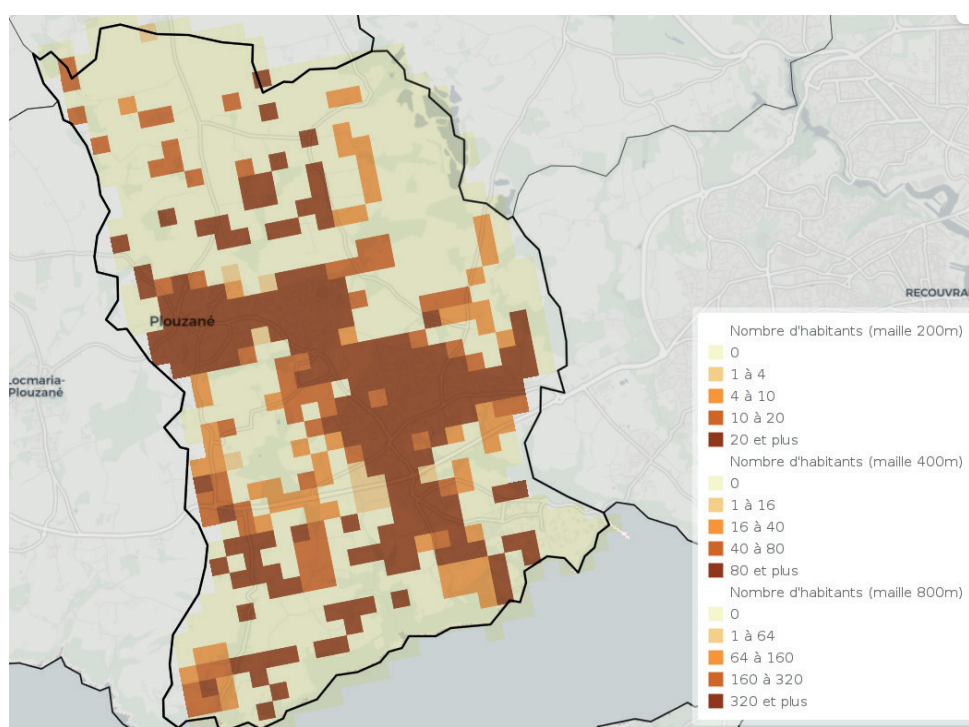 Plouzané
Locmaria-
Plouzané
RECOUVRA
Nombre d'habitants (maille 200m)
0
1 à 4
4 à 10
10 à 20
20 et plus
Nombre d'habitants (maille 400m)
0
1 à 16
16 à 40
40 à 80
80 et plus
Nombre d'habitants (maille 800m)
0
1 à 64
64 à 160
160 à 320
320 et plus